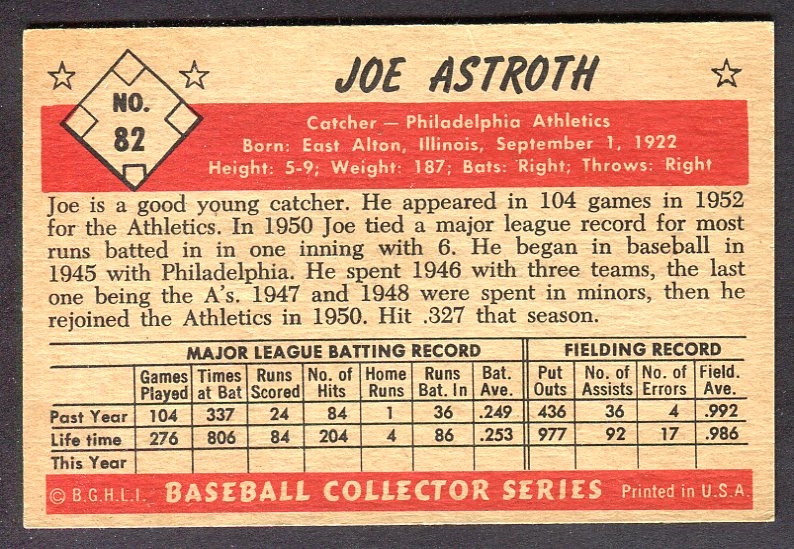 JOE ASTROTH
NO.
82
Catcher — Philadelphia Athletics
Born: East Alton, Illinois, September 1, 1922
Height: 5-9; Weight: 187; Bats: Right; Throws: Right
Joe is a good young catcher. He appeared in 104 games in 1952
for the Athletics. In 1950 Joe tied a major league record for most
runs batted in in one inning with 6. He began in baseball in
1945 with Philadelphia. He spent 1946 with three teams, the last
one being the A's. 1947 and 1948 were spent in minors, then he
rejoined the Athletics in 1950. Hit .327 that season.
MAJOR LEAGUE BATTING RECORD FIELDING RECORD
Games Times Runs No. of Home Runs Bat. Put No. of No. of Field.
Played at Bat Scored Hits Runs Bat. In Ave. Outs Assists Errors Ave.
Past Year 104 337 24 84 1 36 .249 436 36 4 .992
Life time 276 806 84 204 4 86 .253 977 92 17 .986
This Year
© B.G.H.L.I. BASEBALL COLLECTOR SERIES Printed in U.S.A.